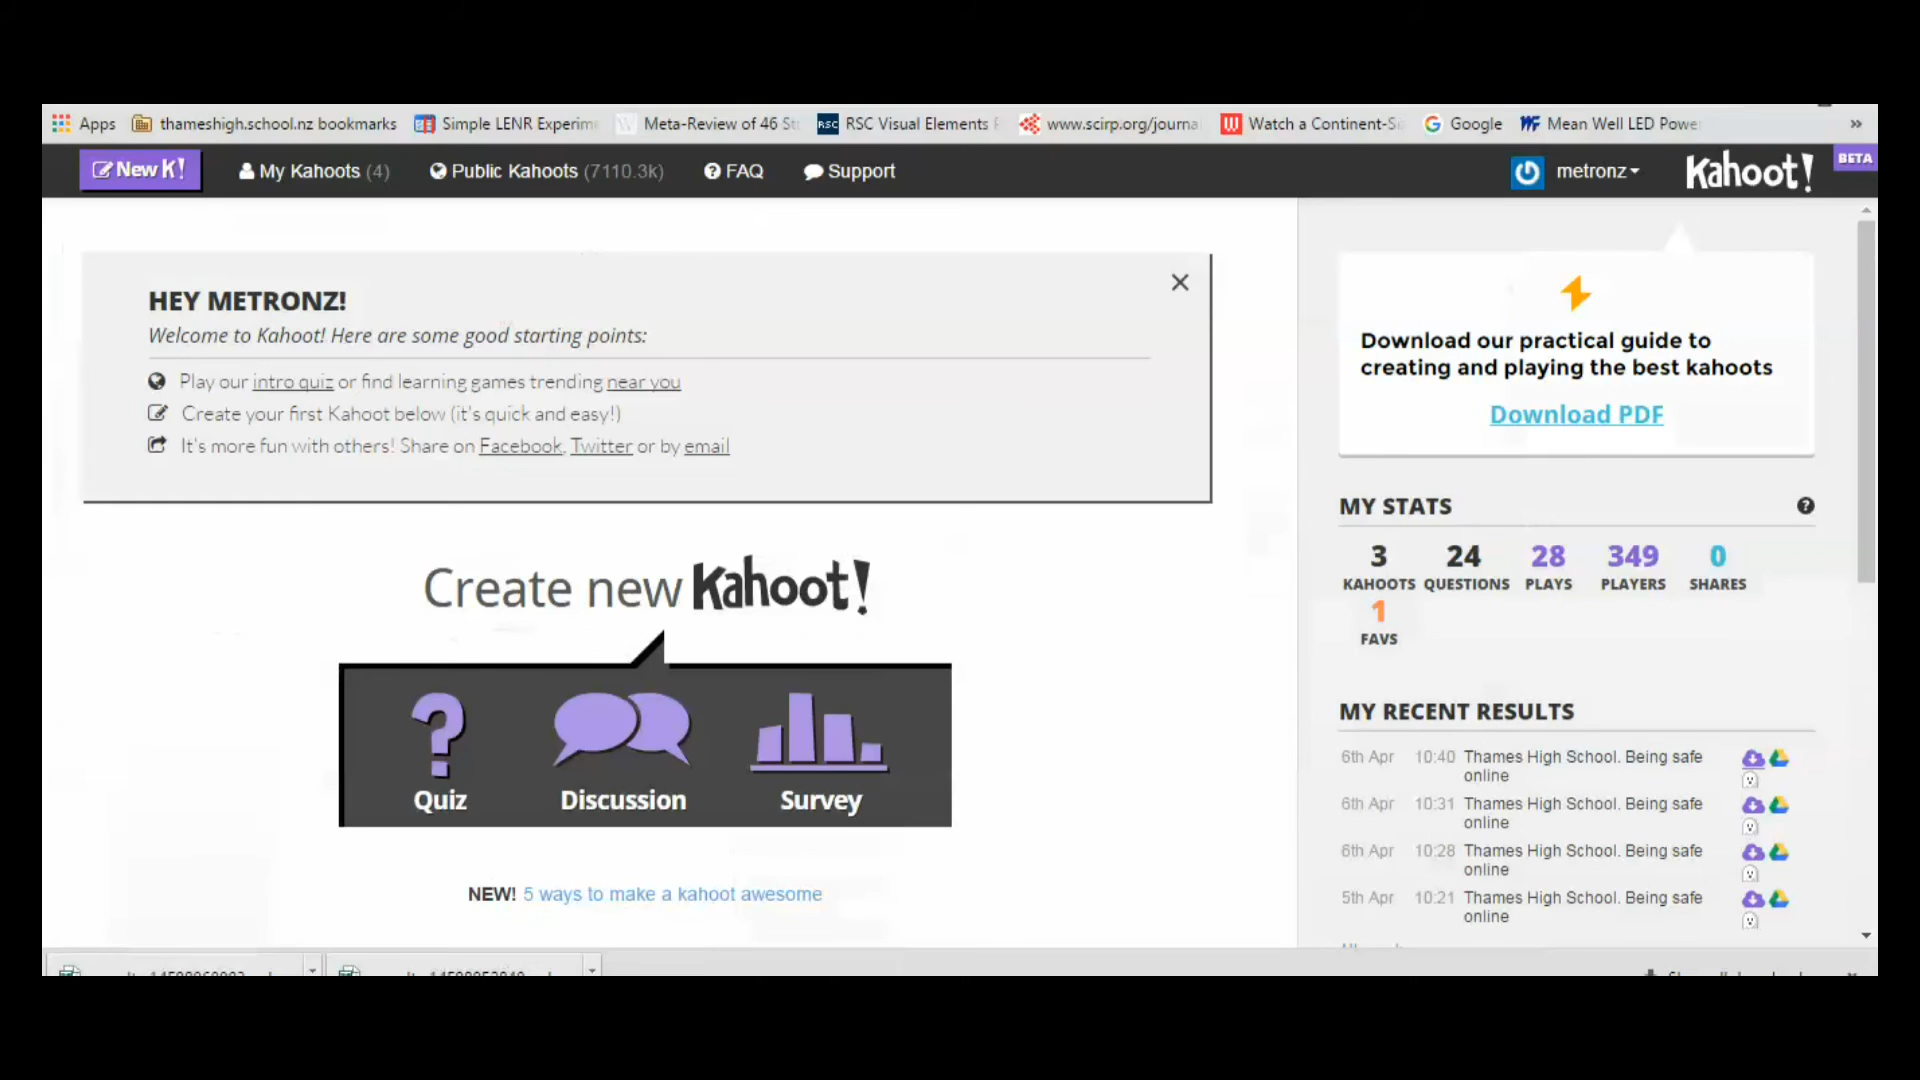 Apps thameshigh.school.nz bookmarks Simple LENR Experim Meta-Review of 46 St RSC RSC Visual Elements www.scirp.org/journa Watch a Continent-Si Google Mean Well LED Power »
New K! My Kahoots (4) Public Kahoots (7110.3k) FAQ Support metronz Kahoot! BETA
HEY METRONZ!
Welcome to Kahoot! Here are some good starting points:
Play our intro quiz or find learning games trending near you
Create your first Kahoot below (it's quick and easy!)
It's more fun with others! Share on Facebook, Twitter or by email
Create new Kahoot!
Quiz Discussion Survey
NEW! 5 ways to make a kahoot awesome
Download our practical guide to
creating and playing the best kahoots
Download PDF
MY STATS
3 24 28 349 0
KAHOOTS QUESTIONS PLAYS PLAYERS SHARES
1
FAVS
MY RECENT RESULTS
6th Apr 10:40 Thames High School. Being safe
online
6th Apr 10:31 Thames High School. Being safe
online
6th Apr 10:28 Thames High School. Being safe
online
5th Apr 10:21 Thames High School. Being safe
online